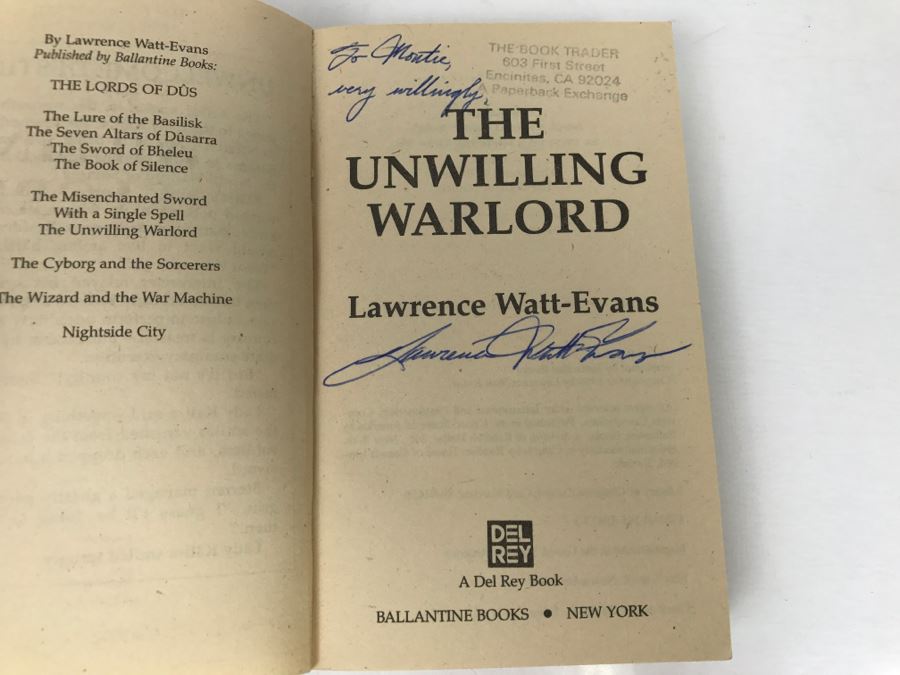 By Lawrence Watt-Evans
Published by Ballantine Books:
THE LORDS OF DÛS
The Lure of the Basilisk
The Seven Altars of Dûsarra
The Sword of Bheleu
The Book of Silence
The Misenchanted Sword
With a Single Spell
The Unwilling Warlord
The Cyborg and the Sorcerers
The Wizard and the War Machine
Nightside City
To Montie,
very willingly,
THE BOOK TRADER
603 First Street
Encinitas, CA 92024
A Paperback Exchange
THE
UNWILLING
WARLORD
Lawrence Watt-Evans
Lawrence Watt-Evans
DEL
REY
A Del Rey Book
BALLANTINE BOOKS • NEW YORK